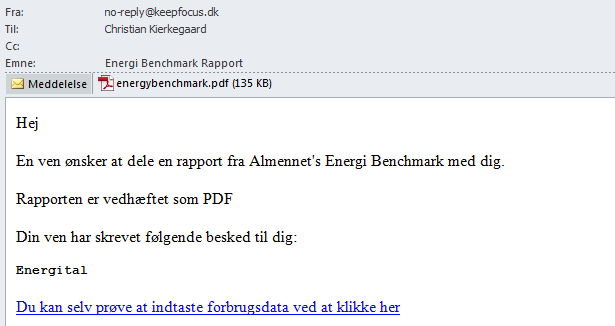 Fra: no-reply@keepfocus.dk
Til: Christian Kierkegaard
Cc:
Emne: Energi Benchmark Rapport
Meddelelse energybenchmark.pdf (135 KB)
Hej
En ven ønsker at dele en rapport fra Almennet's Energi Benchmark med dig.
Rapporten er vedhæftet som PDF
Din ven har skrevet følgende besked til dig:
Energital
Du kan selv prøve at indtaste forbrugsdata ved at klikke her